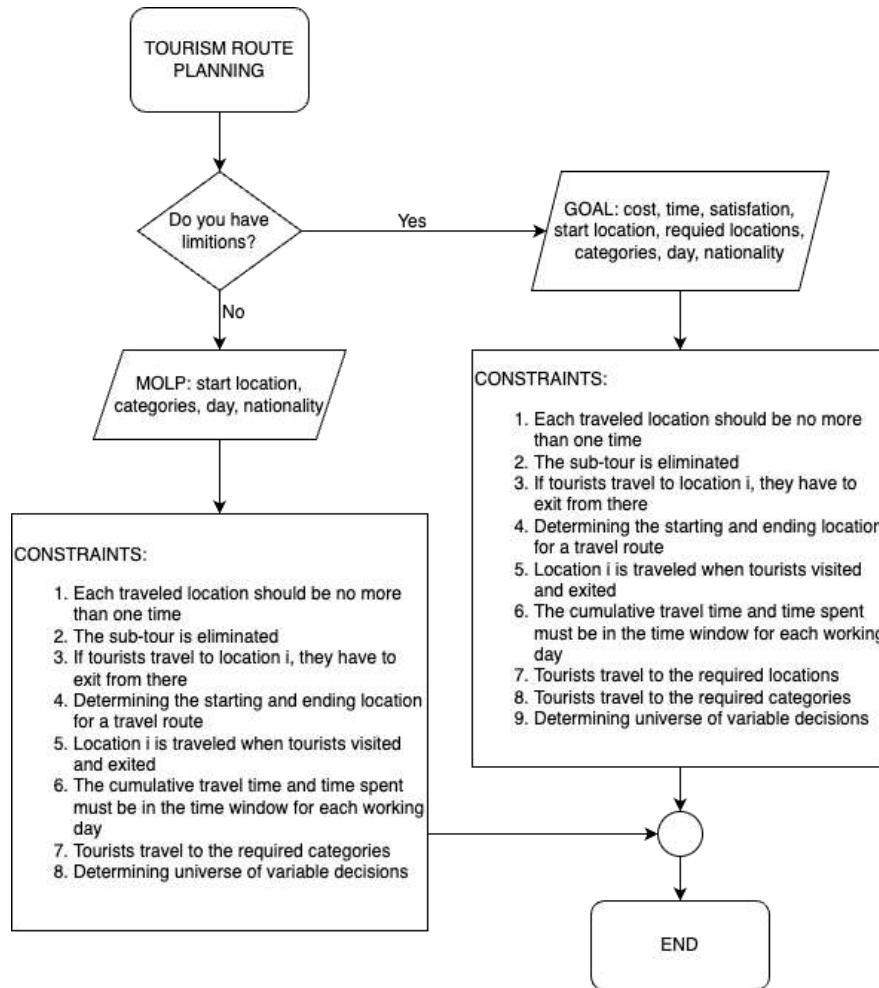 TOURISM ROUTE
PLANNING
Do you have
limitions?
Yes
GOAL: cost, time, satisfation,
start location, requied locations,
categories, day, nationality
No
MOLP: start location,
categories, day, nationality
CONSTRAINTS:
1. Each traveled location should be no more
than one time
2. The sub-tour is eliminated
3. If tourists travel to location i, they have to
exit from there
4. Determining the starting and ending location
for a travel route
5. Location i is traveled when tourists visited
and exited
6. The cumulative travel time and time spent
must be in the time window for each working
day
7. Tourists travel to the required locations
8. Tourists travel to the required categories
9. Determining universe of variable decisions
CONSTRAINTS:
1. Each traveled location should be no more
than one time
2. The sub-tour is eliminated
3. If tourists travel to location i, they have to
exit from there
4. Determining the starting and ending location
for a travel route
5. Location i is traveled when tourists visited
and exited
6. The cumulative travel time and time spent
must be in the time window for each working
day
7. Tourists travel to the required categories
8. Determining universe of variable decisions
END